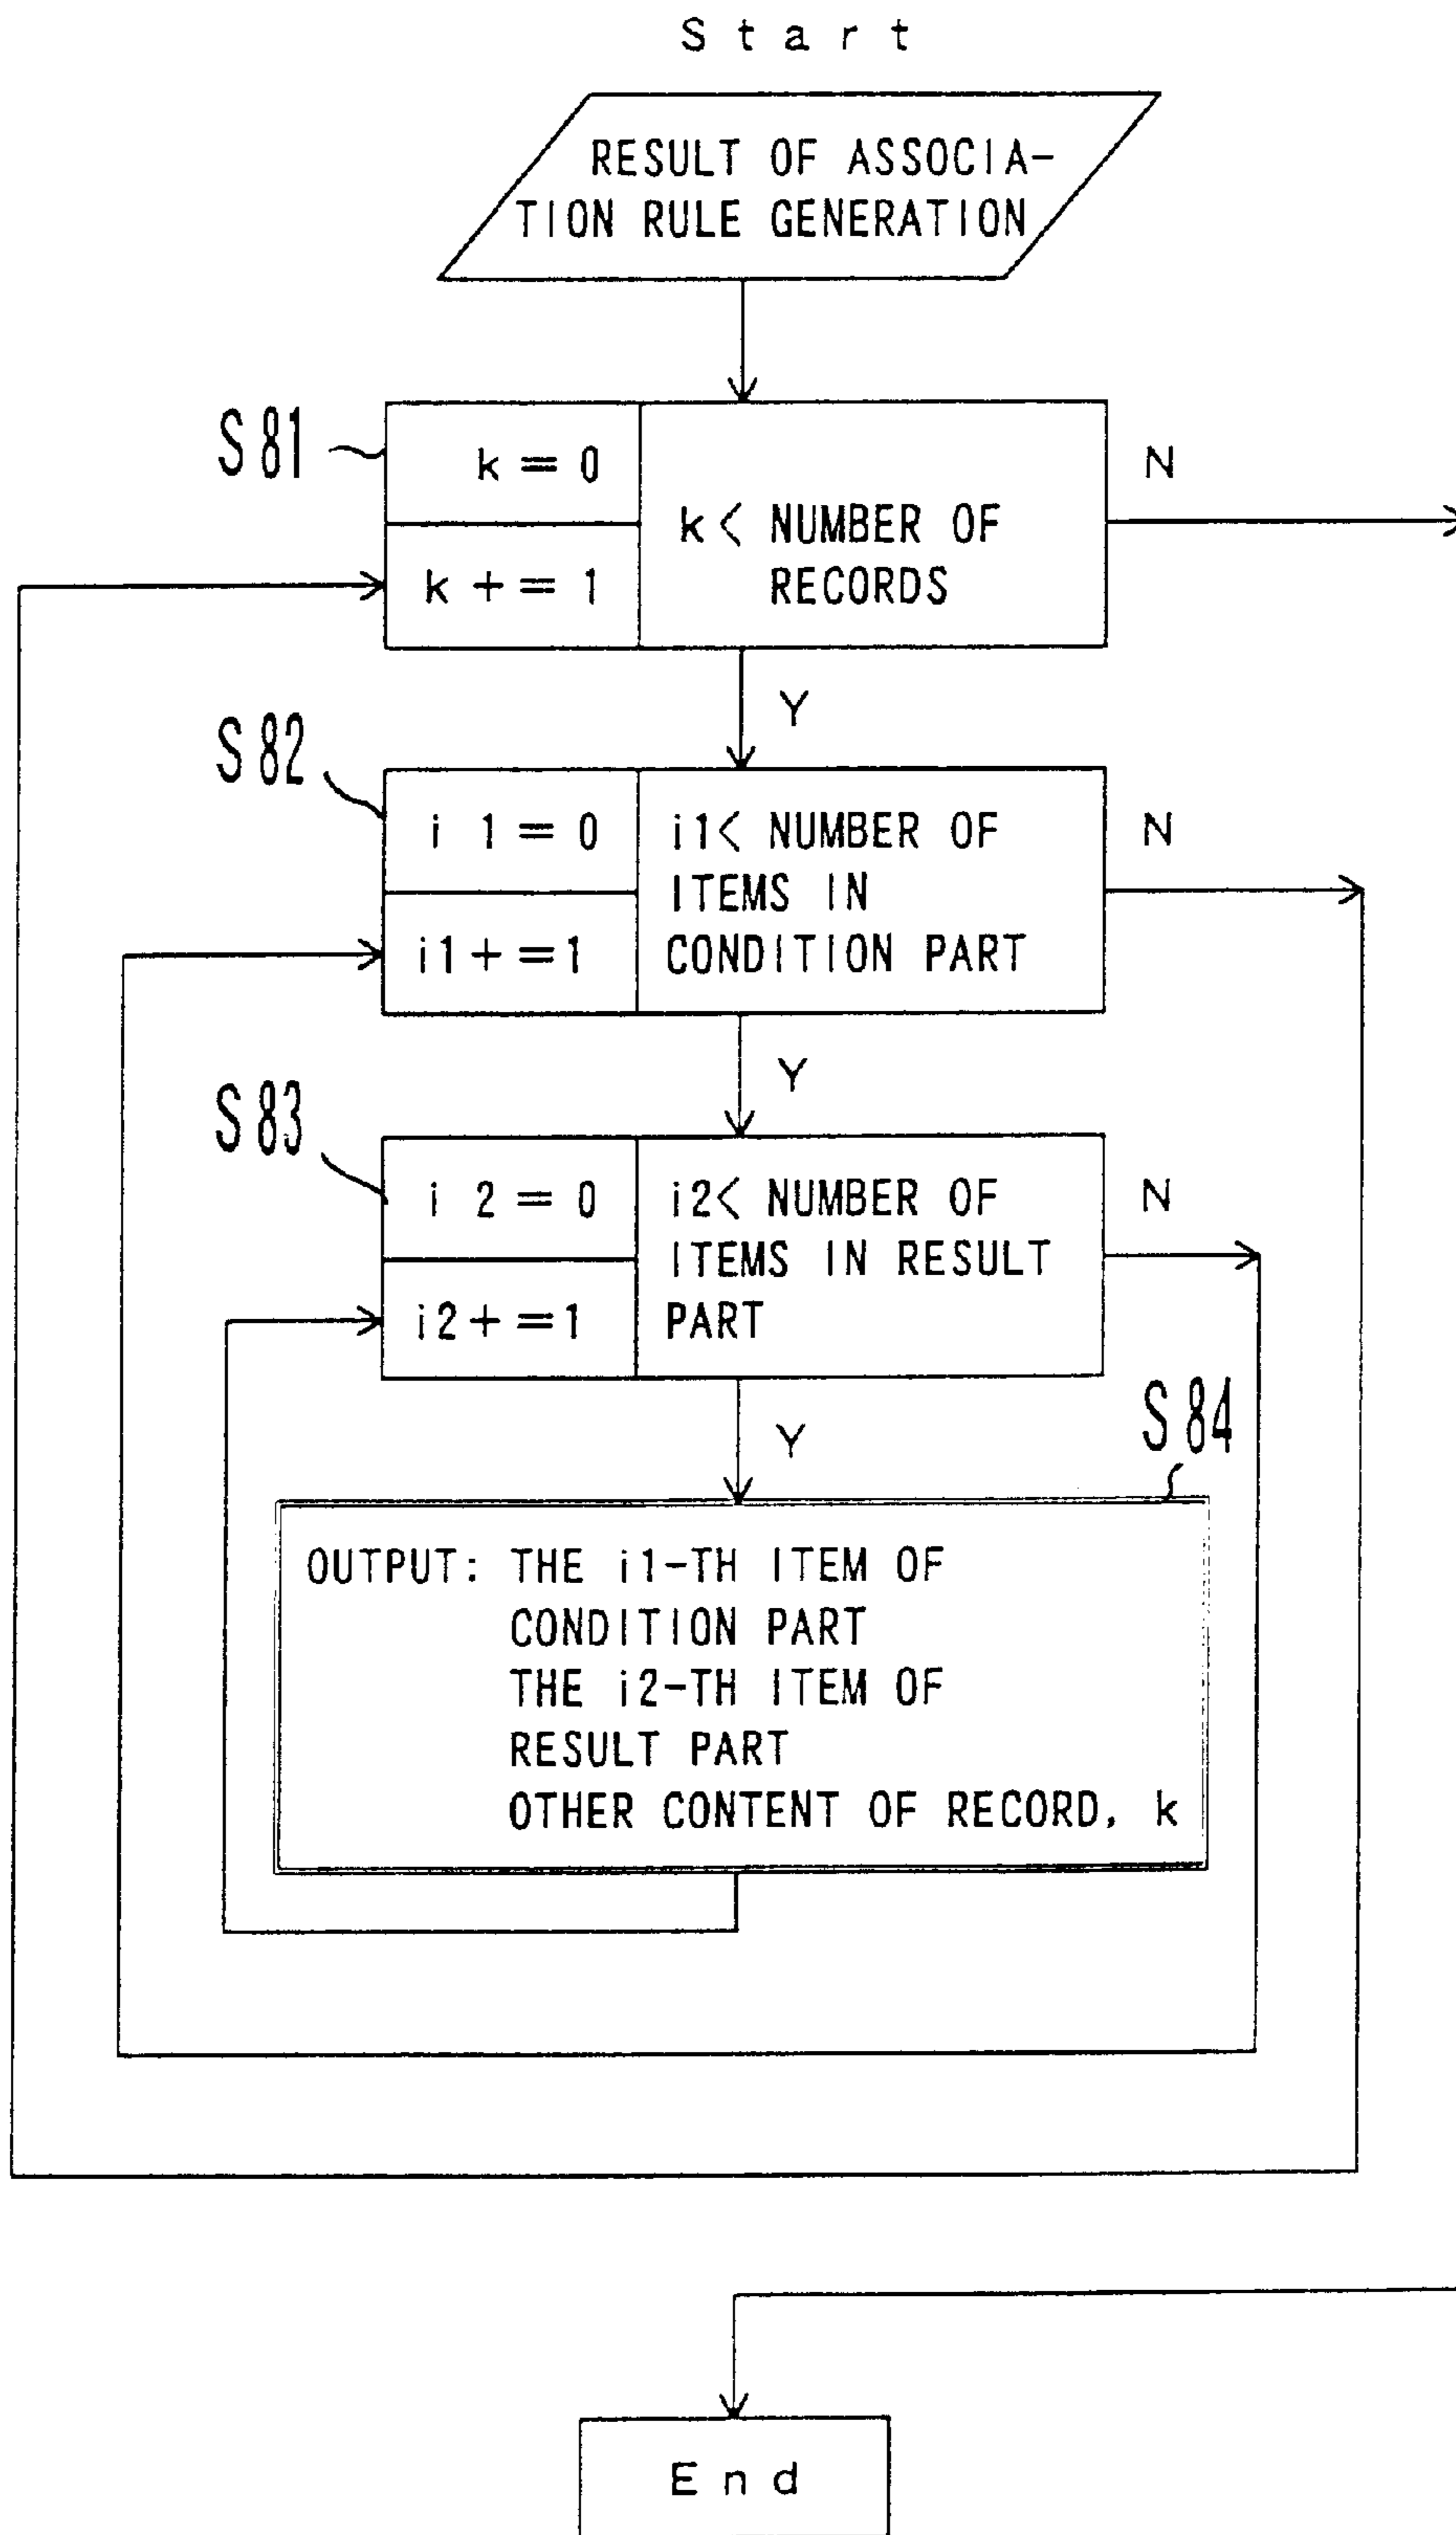 Start
RESULT OF ASSOCIA-
TION RULE GENERATION
S81
k = 0
k += 1
k < NUMBER OF
RECORDS
N
Y
S82
i1 = 0
i1+=1
i1< NUMBER OF
ITEMS IN
CONDITION PART
N
Y
S83
i2 = 0
i2+=1
i2< NUMBER OF
ITEMS IN RESULT
PART
N
Y
S84
OUTPUT: THE i1-TH ITEM OF
CONDITION PART
THE i2-TH ITEM OF
RESULT PART
OTHER CONTENT OF RECORD, k
End